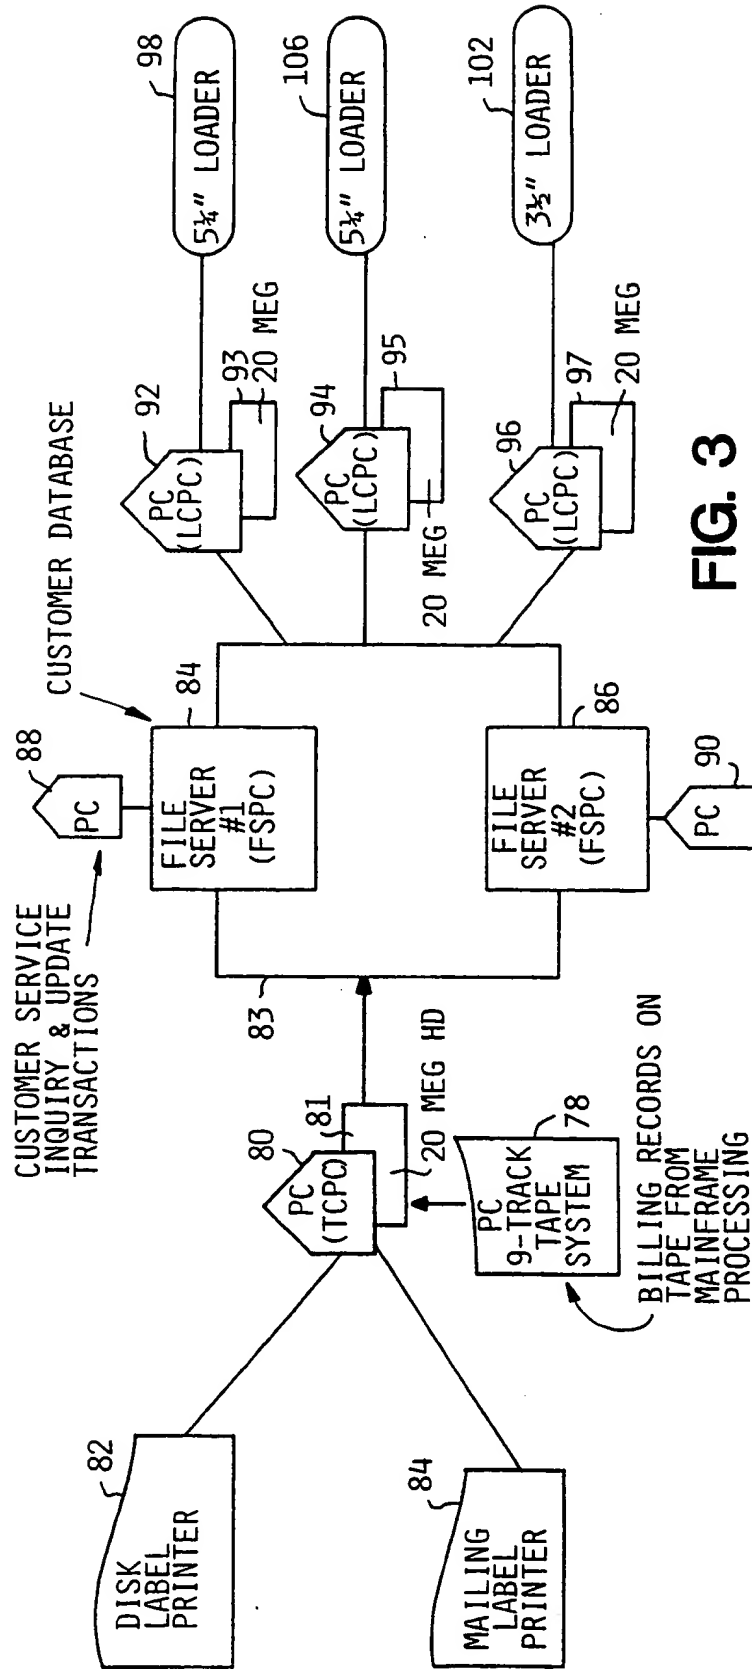 DISK
LABEL
PRINTER
82
MAILING
LABEL
PRINTER
84
CUSTOMER SERVICE
INQUIRY & UPDATE
TRANSACTIONS
PC
(TCPC)
80
81
20 MEG HD
PC
9-TRACK
TAPE
SYSTEM
78
BILLING RECORDS ON
TAPE FROM
MAINFRAME
PROCESSING
83
PC
88
CUSTOMER DATABASE
FILE
SERVER
#1
(FSPC)
84
FILE
SERVER
#2
(FSPC)
86
PC
90
PC
(LCPC)
92
93
20 MEG
PC
(LCPC)
94
95
20 MEG
PC
(LCPC)
96
97
20 MEG
5¼" LOADER
98
5¼" LOADER
106
3½" LOADER
102
FIG. 3